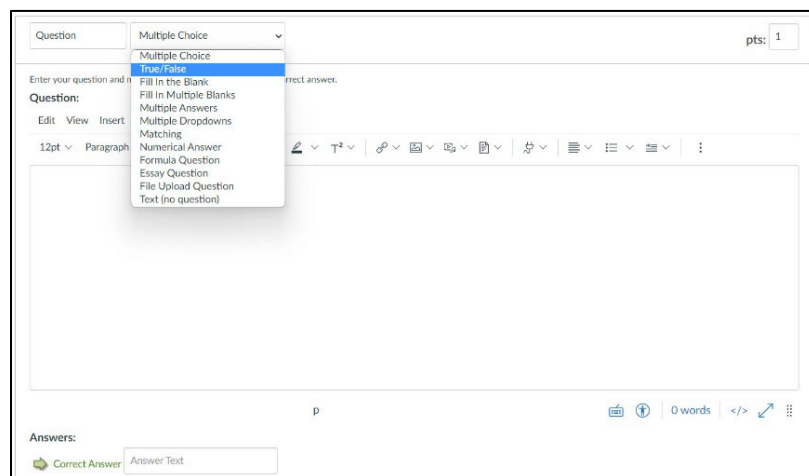 Question
Multiple Choice
pts: 1
Multiple Choice
True/False
Fill In the Blank
Fill In Multiple Blanks
Multiple Answers
Multiple Dropdowns
Matching
Numerical Answer
Formula Question
Essay Question
File Upload Question
Text (no question)
Enter your question and rrect answer.
Question:
Edit View Insert
12pt Paragraph
p
0 words </>
Answers:
Correct Answer Answer Text